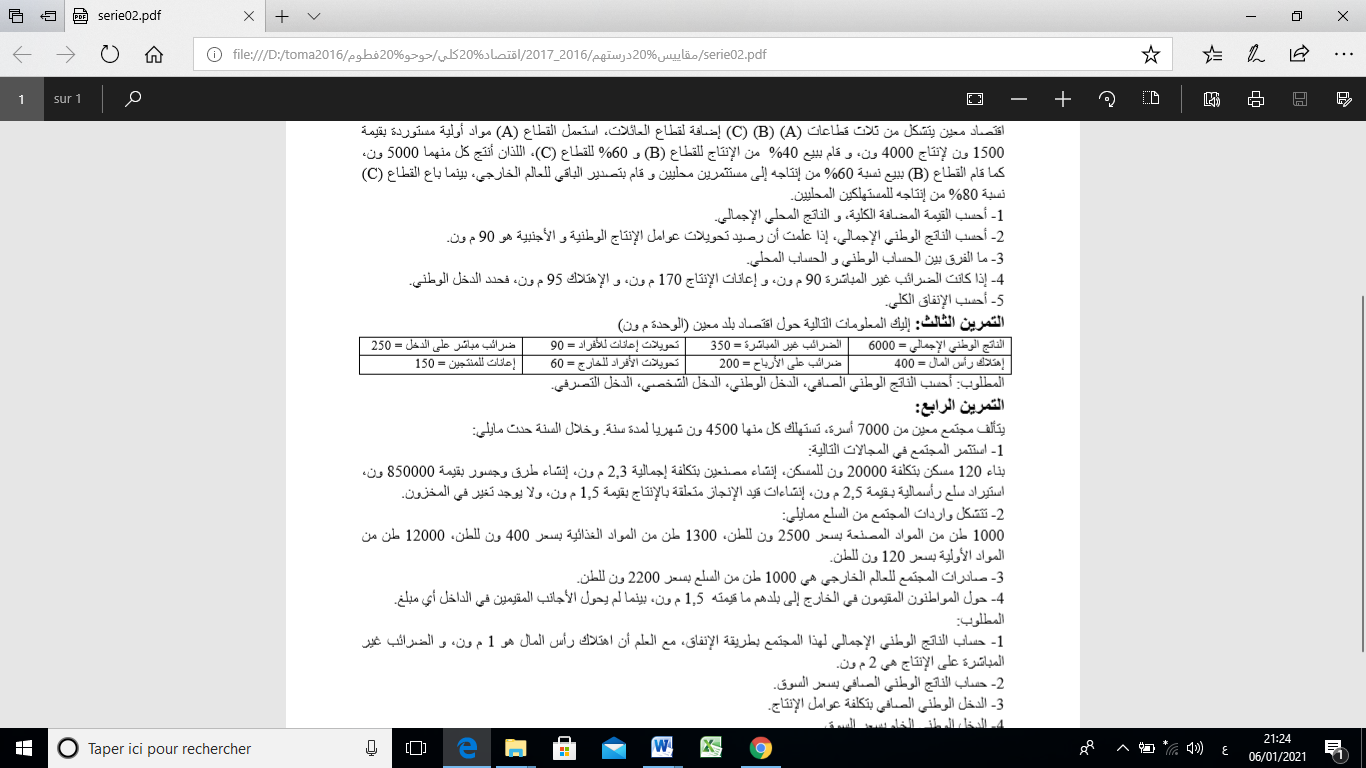 serie02.pdf
file:///D:/toma2016/مقاييس%20درستهم/2016_2017/اقتصاد%20كلي/جوجو%20فطوم/serie02.pdf
1 sur 1
اقتصاد معين يتشكل من ثلاث قطاعات (A) (B) (C) إضافة لقطاع العائلات، استعمل القطاع (A) مواد أولية مستوردة بقيمة
1500 ون لإنتاج 4000 ون، و قام ببيع 40% من الإنتاج للقطاع (B) و 60% للقطاع (C)، اللذان أنتج كل منهما 5000 ون،
كما قام القطاع (B) ببيع نسبة 60% من إنتاجه إلى مستثمرين محليين و قام بتصدير الباقي للعالم الخارجي، بينما باع القطاع (C)
نسبة 80% من إنتاجه للمستهلكين المحليين.
1- أحسب القيمة المضافة الكلية، و الناتج المحلي الإجمالي.
2- أحسب الناتج الوطني الإجمالي، إذا علمت أن رصيد تحويلات عوامل الإنتاج الوطنية و الأجنبية هو 90 م ون.
3- ما الفرق بين الحساب الوطني و الحساب المحلي.
4- إذا كانت الضرائب غير المباشرة 90 م ون، و إعانات الإنتاج 170 م ون، و الإهتلاك 95 م ون، فحدد الدخل الوطني.
5- أحسب الإنفاق الكلي.
التمرين الثالث: إليك المعلومات التالية حول اقتصاد بلد معين (الوحدة م ون)
الناتج الوطني الإجمالي = 6000 الضرائب غير المباشرة = 350 تحويلات إعانات للأفراد = 90 ضرائب مباشر على الدخل = 250
إهتلاك رأس المال = 400 ضرائب على الأرباح = 200 تحويلات الأفراد للخارج = 60 إعانات للمنتجين = 150
المطلوب: أحسب الناتج الوطني الصافي، الدخل الوطني، الدخل الشخصي، الدخل التصرفي.
التمرين الرابع:
يتألف مجتمع معين من 7000 أسرة، تستهلك كل منها 4500 ون شهريا لمدة سنة. وخلال السنة حدث مايلي:
1- استثمر المجتمع في المجالات التالية:
بناء 120 مسكن بتكلفة 20000 ون للمسكن، إنشاء مصنعين بتكلفة إجمالية 2,3 م ون، إنشاء طرق وجسور بقيمة 850000 ون،
استيراد سلع رأسمالية بقيمة 2,5 م ون، إنشاءات قيد الإنجاز متعلقة بالإنتاج بقيمة 1,5 م ون، ولا يوجد تغير في المخزون.
2- تتشكل واردات المجتمع من السلع ممايلي:
1000 طن من المواد المصنعة بسعر 2500 ون للطن، 1300 طن من المواد الغذائية بسعر 400 ون للطن، 12000 طن من
المواد الأولية بسعر 120 ون للطن.
3- صادرات المجتمع للعالم الخارجي هي 1000 طن من السلع بسعر 2200 ون للطن.
4- حول المواطنون المقيمون في الخارج إلى بلدهم ما قيمته 1,5 م ون، بينما لم يحول الأجانب المقيمين في الداخل أي مبلغ.
المطلوب:
1- حساب الناتج الوطني الإجمالي لهذا المجتمع بطريقة الإنفاق، مع العلم أن اهتلاك رأس المال هو 1 م ون، و الضرائب غير
المباشرة على الإنتاج هي 2 م ون.
2- حساب الناتج الوطني الصافي بسعر السوق.
3- الدخل الوطني الصافي بتكلفة عوامل الإنتاج.
4- الدخل الوطني الخام بسعر السوق
Taper ici pour rechercher
ع
21:24
06/01/2021
1